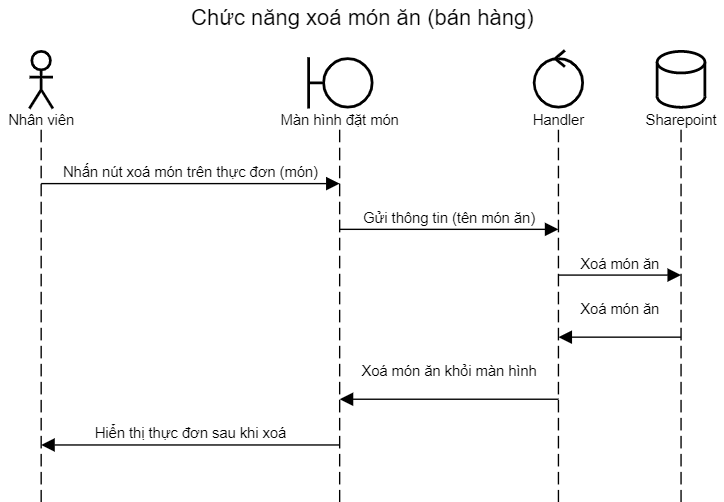 Chức năng xoá món ăn (bán hàng)
Nhân viên
Màn hình đặt món
Handler
Sharepoint
Nhấn nút xoá món trên thực đơn (món)
Gửi thông tin (tên món ăn)
Xoá món ăn
Xoá món ăn
Xoá món ăn khỏi màn hình
Hiển thị thực đơn sau khi xoá